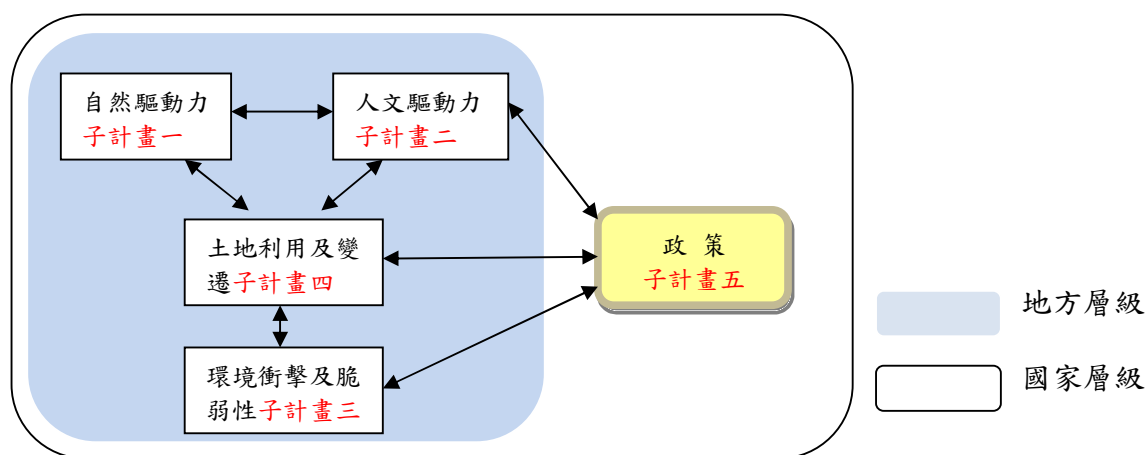 自然驅動力
子計畫一
人文驅動力
子計畫二
土地利用及變
遷子計畫四
環境衝擊及脆
弱性子計畫三
政 策
子計畫五
地方層級
國家層級